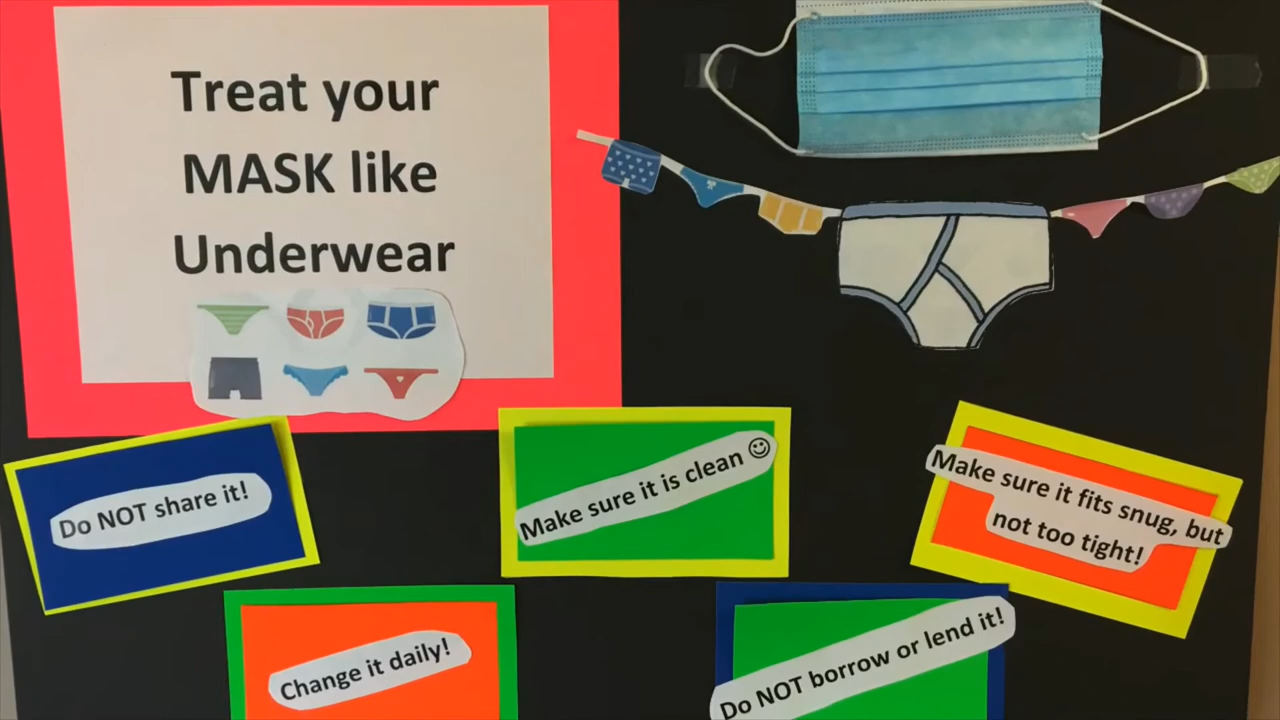 Treat your
MASK like
Underwear
Do NOT share it!
Make sure it is clean ☺
Make sure it fits snug, but
not too tight!
Change it daily!
Do NOT borrow or lend it!